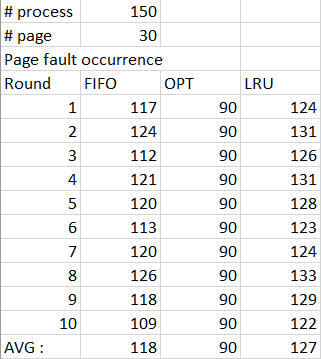 # process 150
# page 30
Page fault occurrence
Round FIFO OPT LRU
1 117 90 124
2 124 90 131
3 112 90 126
4 121 90 131
5 120 90 128
6 113 90 123
7 120 90 124
8 126 90 133
9 118 90 129
10 109 90 122
AVG : 118 90 127